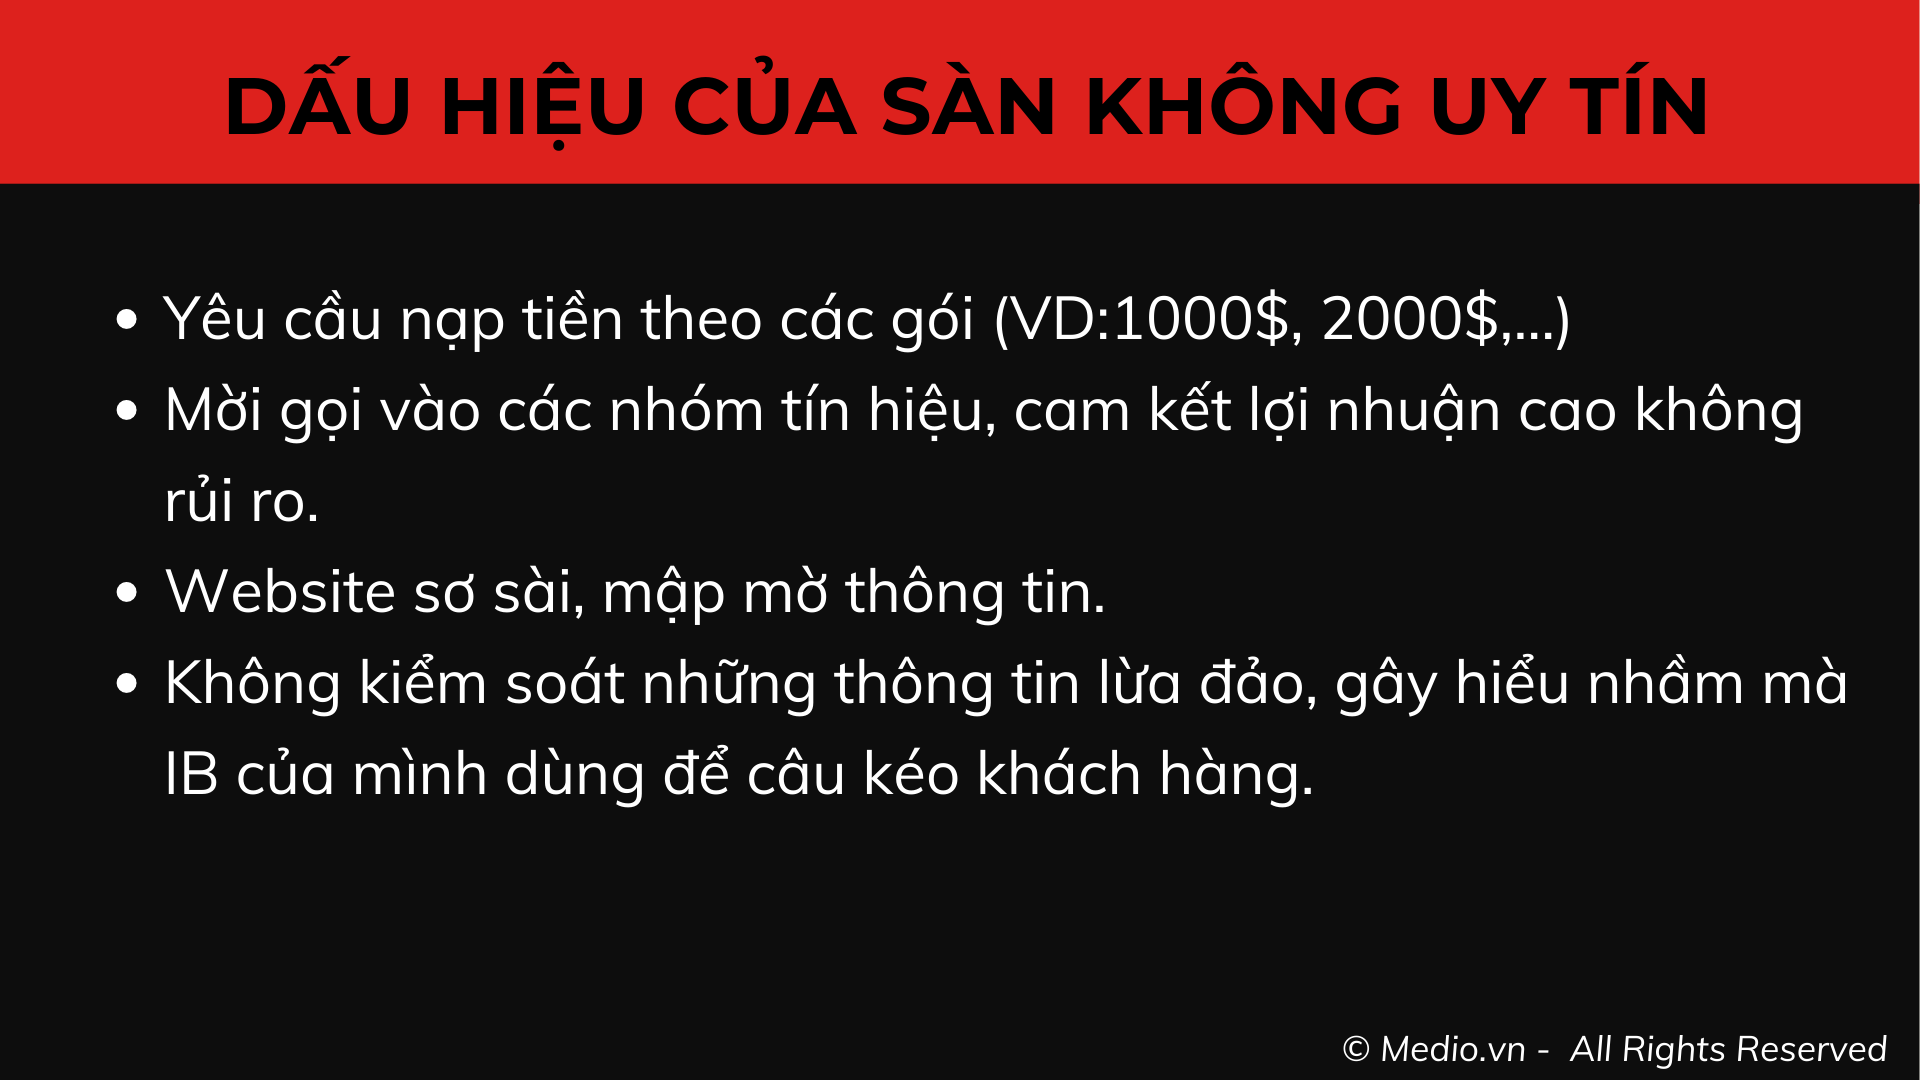 DẤU HIỆU CỦA SÀN KHÔNG UY TÍN
• Yêu cầu nạp tiền theo các gói (VD:1000$, 2000$,...)
• Mời gọi vào các nhóm tín hiệu, cam kết lợi nhuận cao không
rủi ro.
• Website sơ sài, mập mờ thông tin.
• Không kiểm soát những thông tin lừa đảo, gây hiểu nhầm mà
IB của mình dùng để câu kéo khách hàng.
© Medio.vn - All Rights Reserved